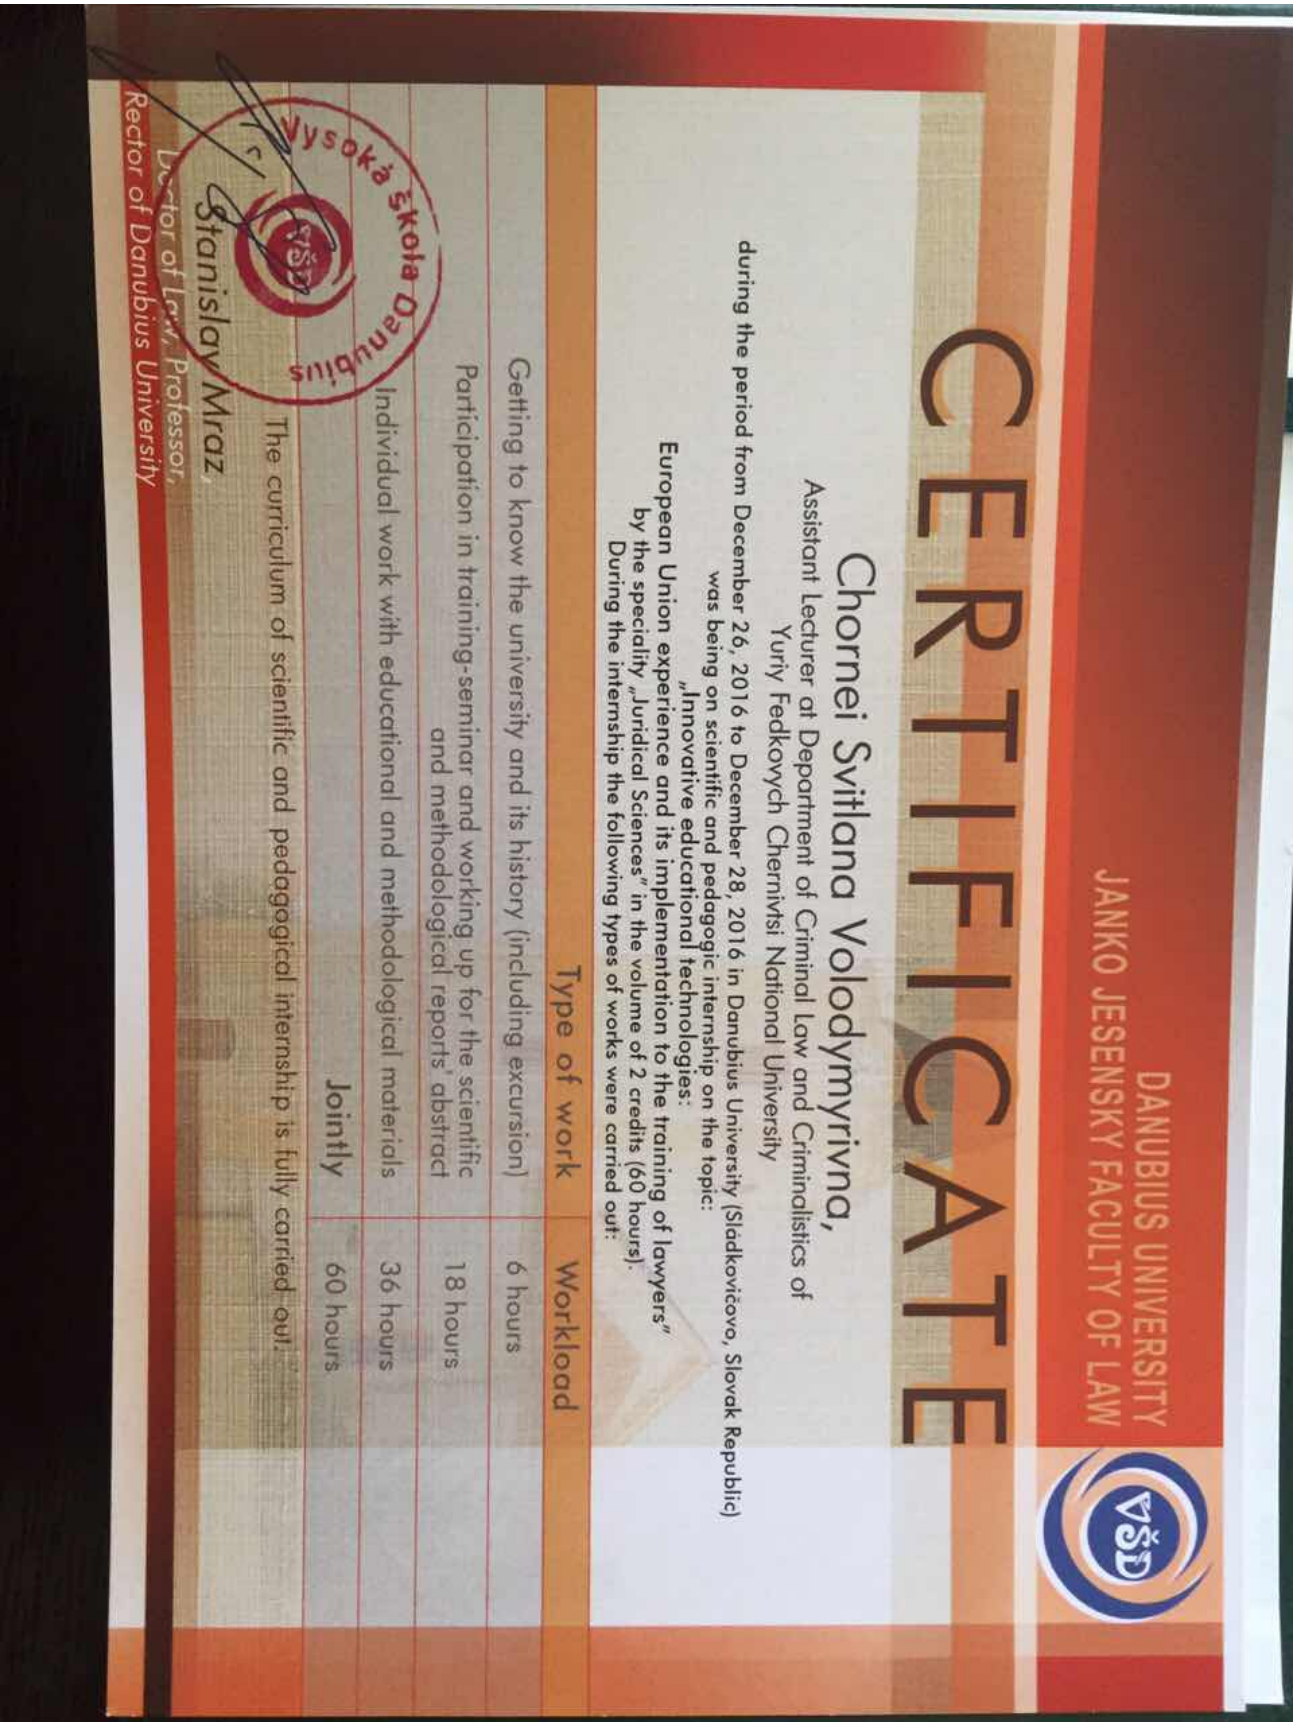 DANUBIUS UNIVERSITY
JANKO JESENSKY FACULTY OF LAW
VŠD
CERTIFICATE
Chornei Svitlana Volodymyrivna,
Assistant Lecturer at Department of Criminal Law and Criminalistics of
Yuriy Fedkovych Chernivtsi National University
during the period from December 26, 2016 to December 28, 2016 in Danubius University (Sládkovičovo, Slovak Republic)
was being on scientific and pedagogic internship on the topic:
„Innovative educational technologies:
European Union experience and its implementation to the training of lawyers”
by the speciality „Juridical Sciences” in the volume of 2 credits (60 hours).
During the internship the following types of works were carried out:
Type of work Workload
Getting to know the university and its history (including excursion) 6 hours
Participation in training-seminar and working up for the scientific
and methodological reports' abstract 18 hours
Individual work with educational and methodological materials 36 hours
Jointly 60 hours
The curriculum of scientific and pedagogical internship is fully carried out.
Vysoká škola Danubius
VŠD
Stanislav Mraz,
Doctor of Law, Professor,
Rector of Danubius University